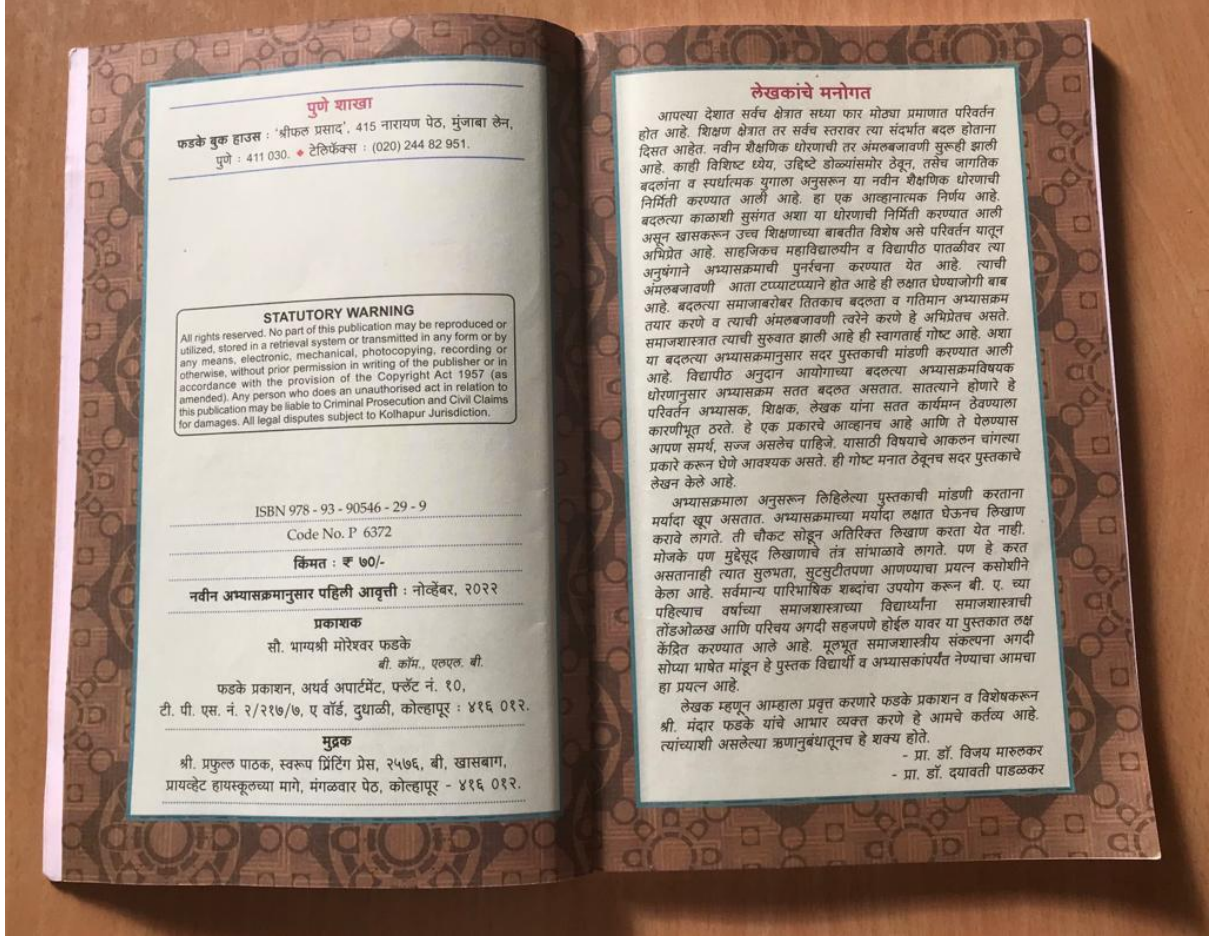 पुणे शाखा
फडके बुक हाउस : 'श्रीफल प्रसाद', 415 नारायण पेठ, मुंजाबा लेन,
पुणे : 411 030. ◆ टेलिफॅक्स : (020) 244 82 951.
STATUTORY WARNING
All rights reserved. No part of this publication may be reproduced or
utilized, stored in a retrieval system or transmitted in any form or by
any means, electronic, mechanical, photocopying, recording or
otherwise, without prior permission in writing of the publisher or in
accordance with the provision of the Copyright Act 1957 (as
amended). Any person who does an unauthorised act in relation to
this publication may be liable to Criminal Prosecution and Civil Claims
for damages. All legal disputes subject to Kolhapur Jurisdiction.
ISBN 978 - 93 - 90546 - 29 - 9
Code No. P 6372
किंमत : ₹ ७०/-
नवीन अभ्यासक्रमानुसार पहिली आवृत्ती : नोव्हेंबर, २०२२
प्रकाशक
सौ. भाग्यश्री मोरेश्वर फडके
बी. कॉम., एलएल. बी.
फडके प्रकाशन, अथर्व अपार्टमेंट, फ्लॅट नं. १०,
टी. पी. एस. नं. २/२१७/७, ए वॉर्ड, दुधाळी, कोल्हापूर : ४१६ ०१२.
मुद्रक
श्री. प्रफुल्ल पाठक, स्वरूप प्रिंटिंग प्रेस, २५७६, बी, खासबाग,
प्रायव्हेट हायस्कूलच्या मागे, मंगळवार पेठ, कोल्हापूर - ४१६ ०१२.
लेखकांचे मनोगत
आपल्या देशात सर्वच क्षेत्रात सध्या फार मोठ्या प्रमाणात परिवर्तन
होत आहे. शिक्षण क्षेत्रात तर सर्वच स्तरावर त्या संदर्भात बदल होताना
दिसत आहेत. नवीन शैक्षणिक धोरणाची तर अंमलबजावणी सुरूही झाली
आहे. काही विशिष्ट ध्येय, उद्दिष्टे डोळ्यांसमोर ठेवून, तसेच जागतिक
बदलांना व स्पर्धात्मक युगाला अनुसरून या नवीन शैक्षणिक धोरणाची
निर्मिती करण्यात आली आहे. हा एक आव्हानात्मक निर्णय आहे.
बदलत्या काळाशी सुसंगत अशा या धोरणाची निर्मिती करण्यात आली
असून खासकरून उच्च शिक्षणाच्या बाबतीत विशेष असे परिवर्तन यातून
अभिप्रेत आहे. साहजिकच महाविद्यालयीन व विद्यापीठ पातळीवर त्या
अनुषंगाने अभ्यासक्रमाची पुनर्रचना करण्यात येत आहे. त्याची
अंमलबजावणी आता टप्प्याटप्प्याने होत आहे ही लक्षात घेण्याजोगी बाब
आहे. बदलत्या समाजाबरोबर तितकाच बदलता व गतिमान अभ्यासक्रम
तयार करणे व त्याची अंमलबजावणी त्वरेने करणे हे अभिप्रेतच असते.
समाजशास्त्रात त्याची सुरुवात झाली आहे ही स्वागतार्ह गोष्ट आहे. अशा
या बदलत्या अभ्यासक्रमानुसार सदर पुस्तकाची मांडणी करण्यात आली
आहे. विद्यापीठ अनुदान आयोगाच्या बदलत्या अभ्यासक्रमविषयक
धोरणानुसार अभ्यासक्रम सतत बदलत असतात. सातत्याने होणारे हे
परिवर्तन अभ्यासक, शिक्षक, लेखक यांना सतत कार्यमग्न ठेवण्याला
कारणीभूत ठरते. हे एक प्रकारचे आव्हानच आहे आणि ते पेलण्यास
आपण समर्थ, सज्ज असलेच पाहिजे. यासाठी विषयाचे आकलन चांगल्या
प्रकारे करून घेणे आवश्यक असते. ही गोष्ट मनात ठेवूनच सदर पुस्तकाचे
लेखन केले आहे.
अभ्यासक्रमाला अनुसरून लिहिलेल्या पुस्तकाची मांडणी करताना
मर्यादा खूप असतात. अभ्यासक्रमाच्या मर्यादा लक्षात घेऊनच लिखाण
करावे लागते. ती चौकट सोडून अतिरिक्त लिखाण करता येत नाही.
मोजके पण मुद्देसूद लिखाणाचे तंत्र सांभाळावे लागते. पण हे करत
असतानाही त्यात सुलभता, सुटसुटीतपणा आणण्याचा प्रयत्न कसोशीने
केला आहे. सर्वमान्य पारिभाषिक शब्दांचा उपयोग करून बी. ए. च्या
पहिल्याच वर्षाच्या समाजशास्त्राच्या विद्यार्थ्यांना समाजशास्त्राची
तोंडओळख आणि परिचय अगदी सहजपणे होईल यावर या पुस्तकात लक्ष
केंद्रित करण्यात आले आहे. मूलभूत समाजशास्त्रीय संकल्पना अगदी
सोप्या भाषेत मांडून हे पुस्तक विद्यार्थी व अभ्यासकांपर्यंत नेण्याचा आमचा
हा प्रयत्न आहे.
लेखक म्हणून आम्हाला प्रवृत्त करणारे फडके प्रकाशन व विशेषकरून
श्री. मंदार फडके यांचे आभार व्यक्त करणे हे आमचे कर्तव्य आहे.
त्यांच्याशी असलेल्या ऋणानुबंधातूनच हे शक्य होते.
- प्रा. डॉ. विजय मारुलकर
- प्रा. डॉ. दयावती पाडळकर